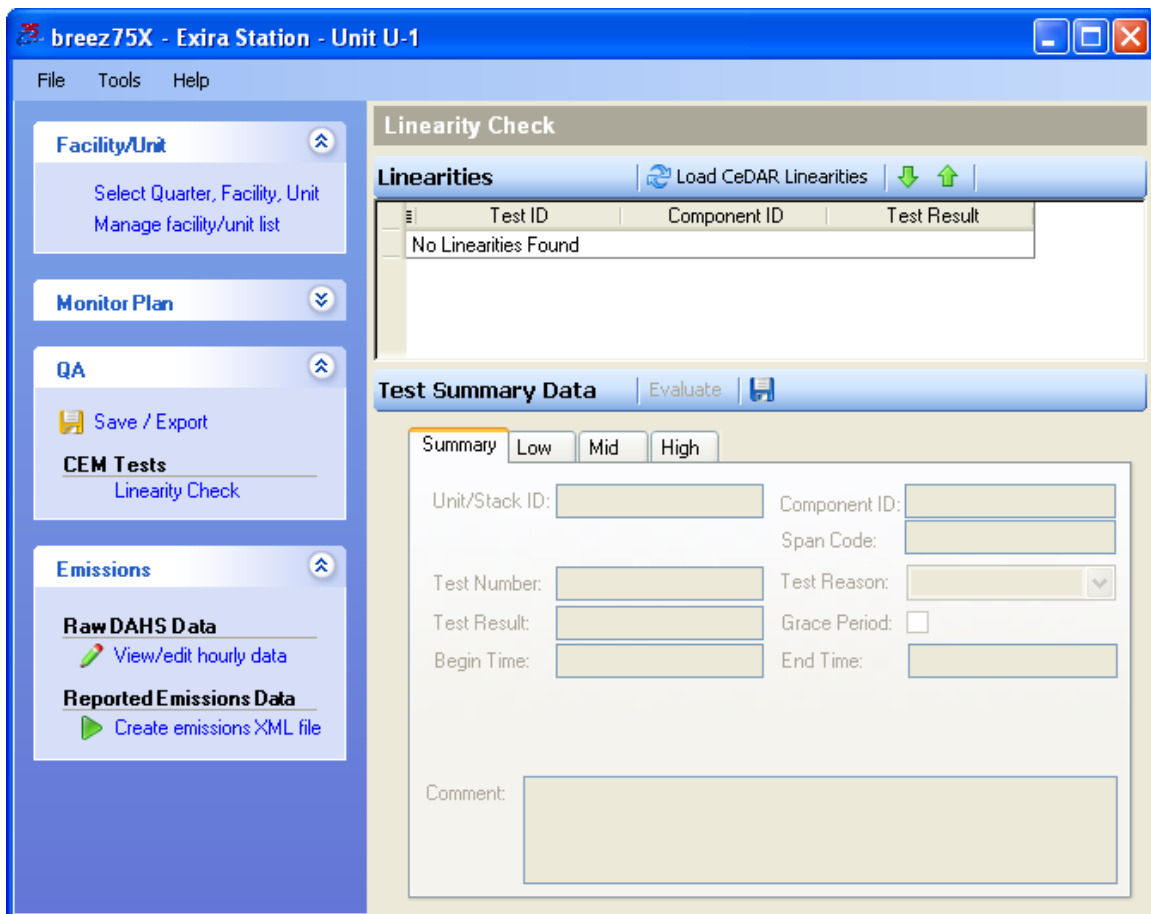 breez75X - Exira Station - Unit U-1
File Tools Help
Facility/Unit
Select Quarter, Facility, Unit
Manage facility/unit list
Monitor Plan
QA
Save / Export
CEM Tests
Linearity Check
Emissions
Raw DAHS Data
View/edit hourly data
Reported Emissions Data
Create emissions XML file
Linearity Check
Linearities Load CeDAR Linearities
Test ID Component ID Test Result
No Linearities Found
Test Summary Data Evaluate
Summary Low Mid High
Unit/Stack ID: Component ID:
Span Code:
Test Number: Test Reason:
Test Result: Grace Period:
Begin Time: End Time:
Comment: